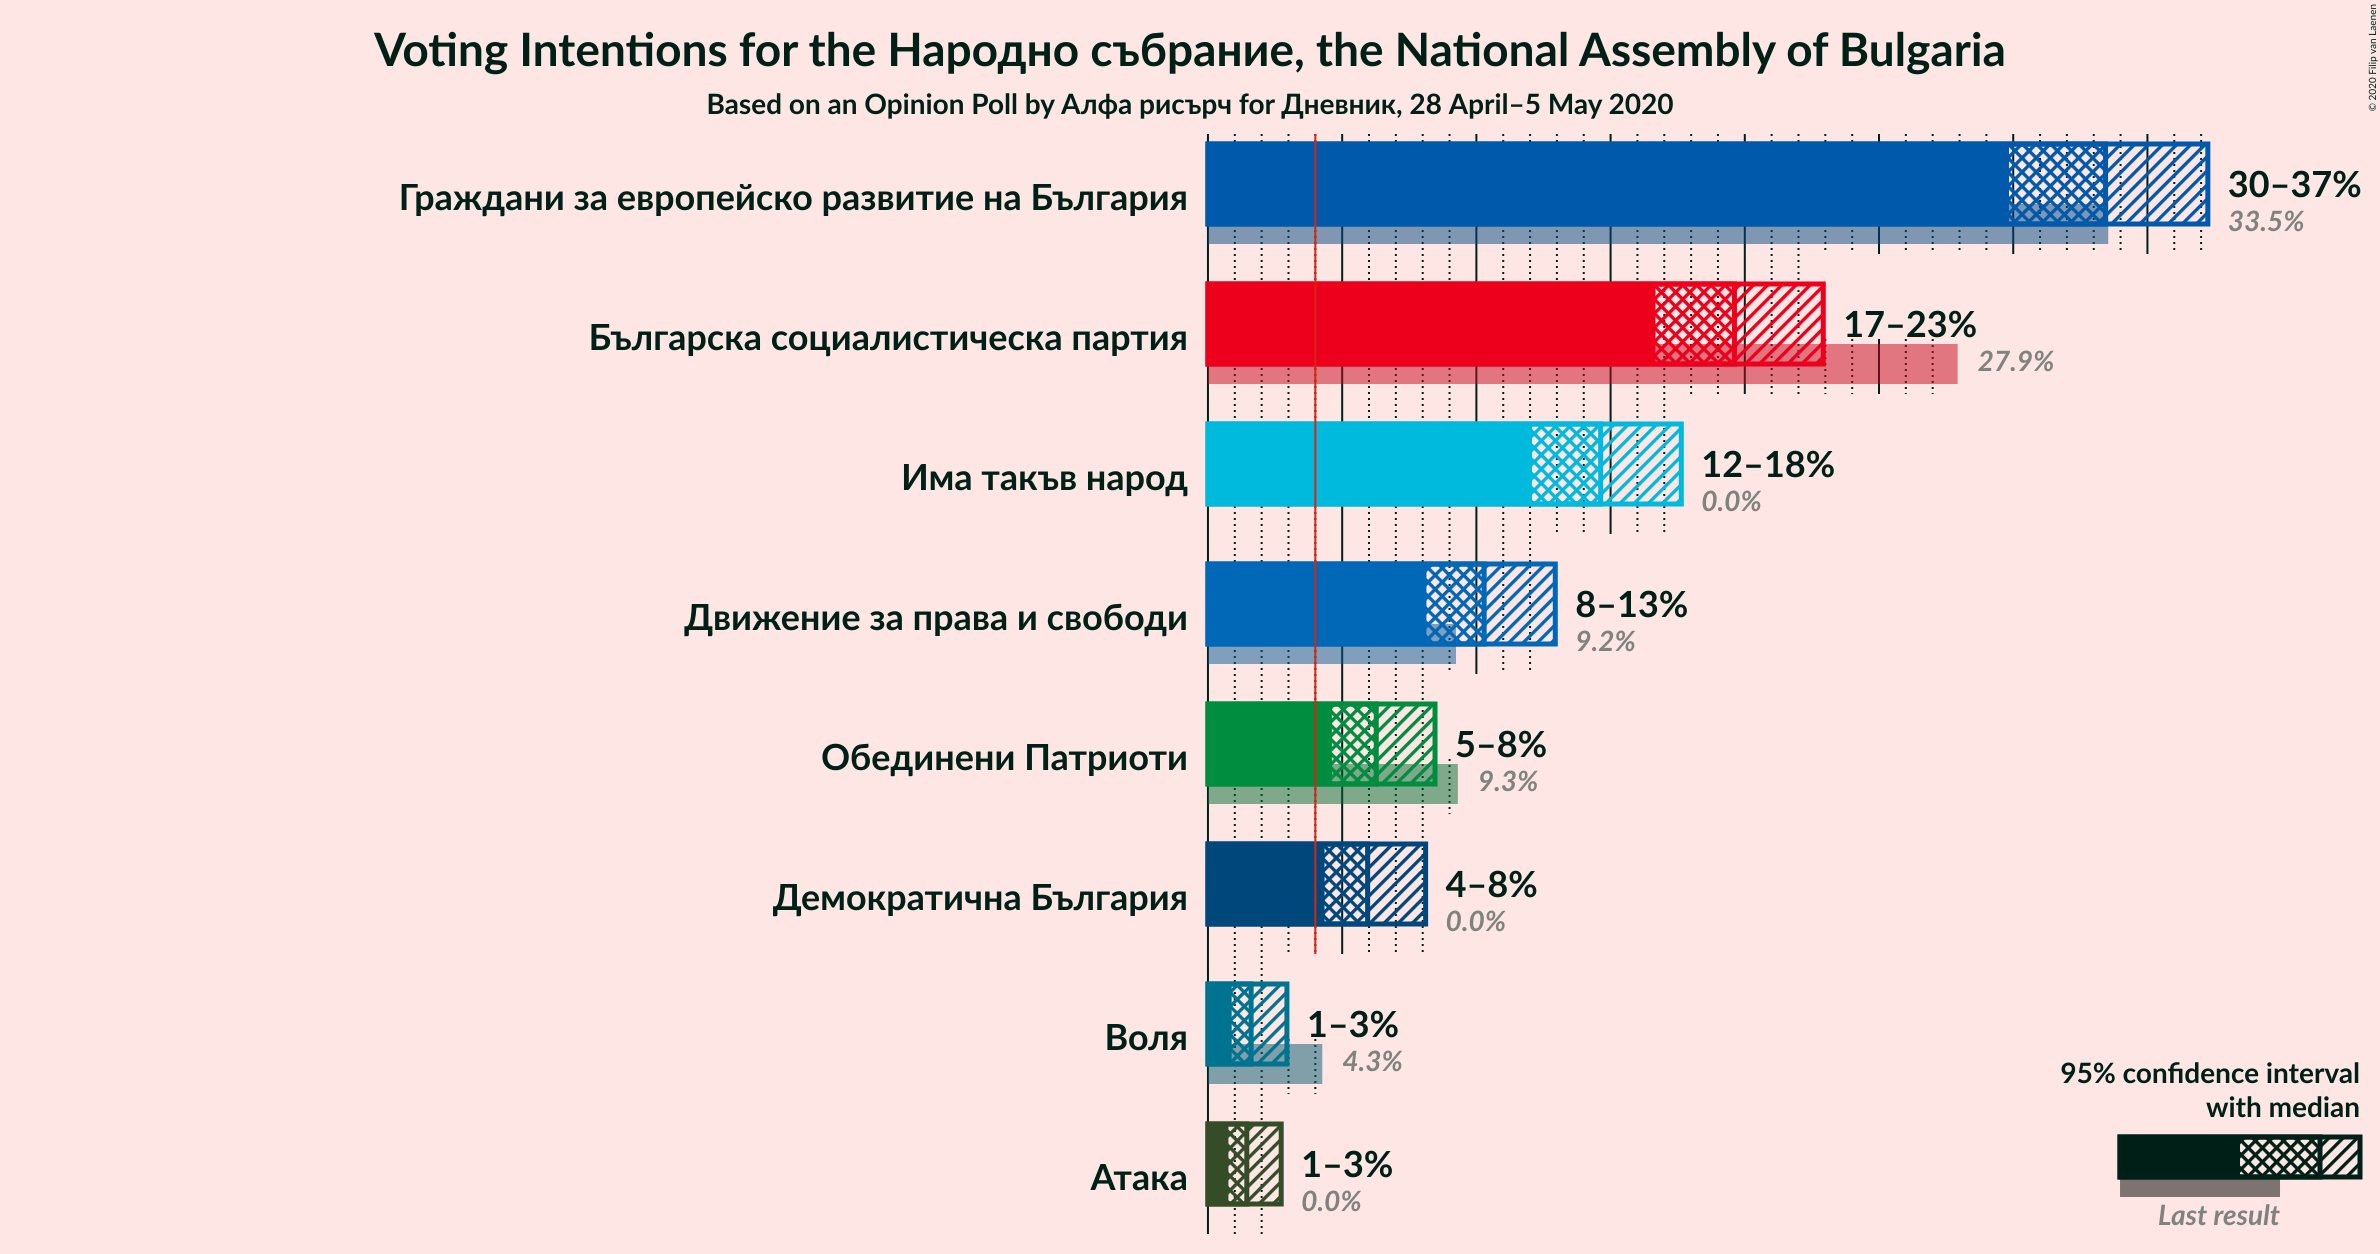 Voting Intentions for the Народно събрание, the National Assembly of Bulgaria
Based on an Opinion Poll by Алфа рисърч for Дневник, 28 April–5 May 2020
© 2020 Filip van Laenen
Граждани за европейско развитие на България
30–37%
33.5%
Българска социалистическа партия
17–23%
27.9%
Има такъв народ
12–18%
0.0%
Движение за права и свободи
8–13%
9.2%
Обединени Патриоти
5–8%
9.3%
Демократична България
4–8%
0.0%
Воля
1–3%
4.3%
Атака
1–3%
0.0%
95% confidence interval
with median
Last result